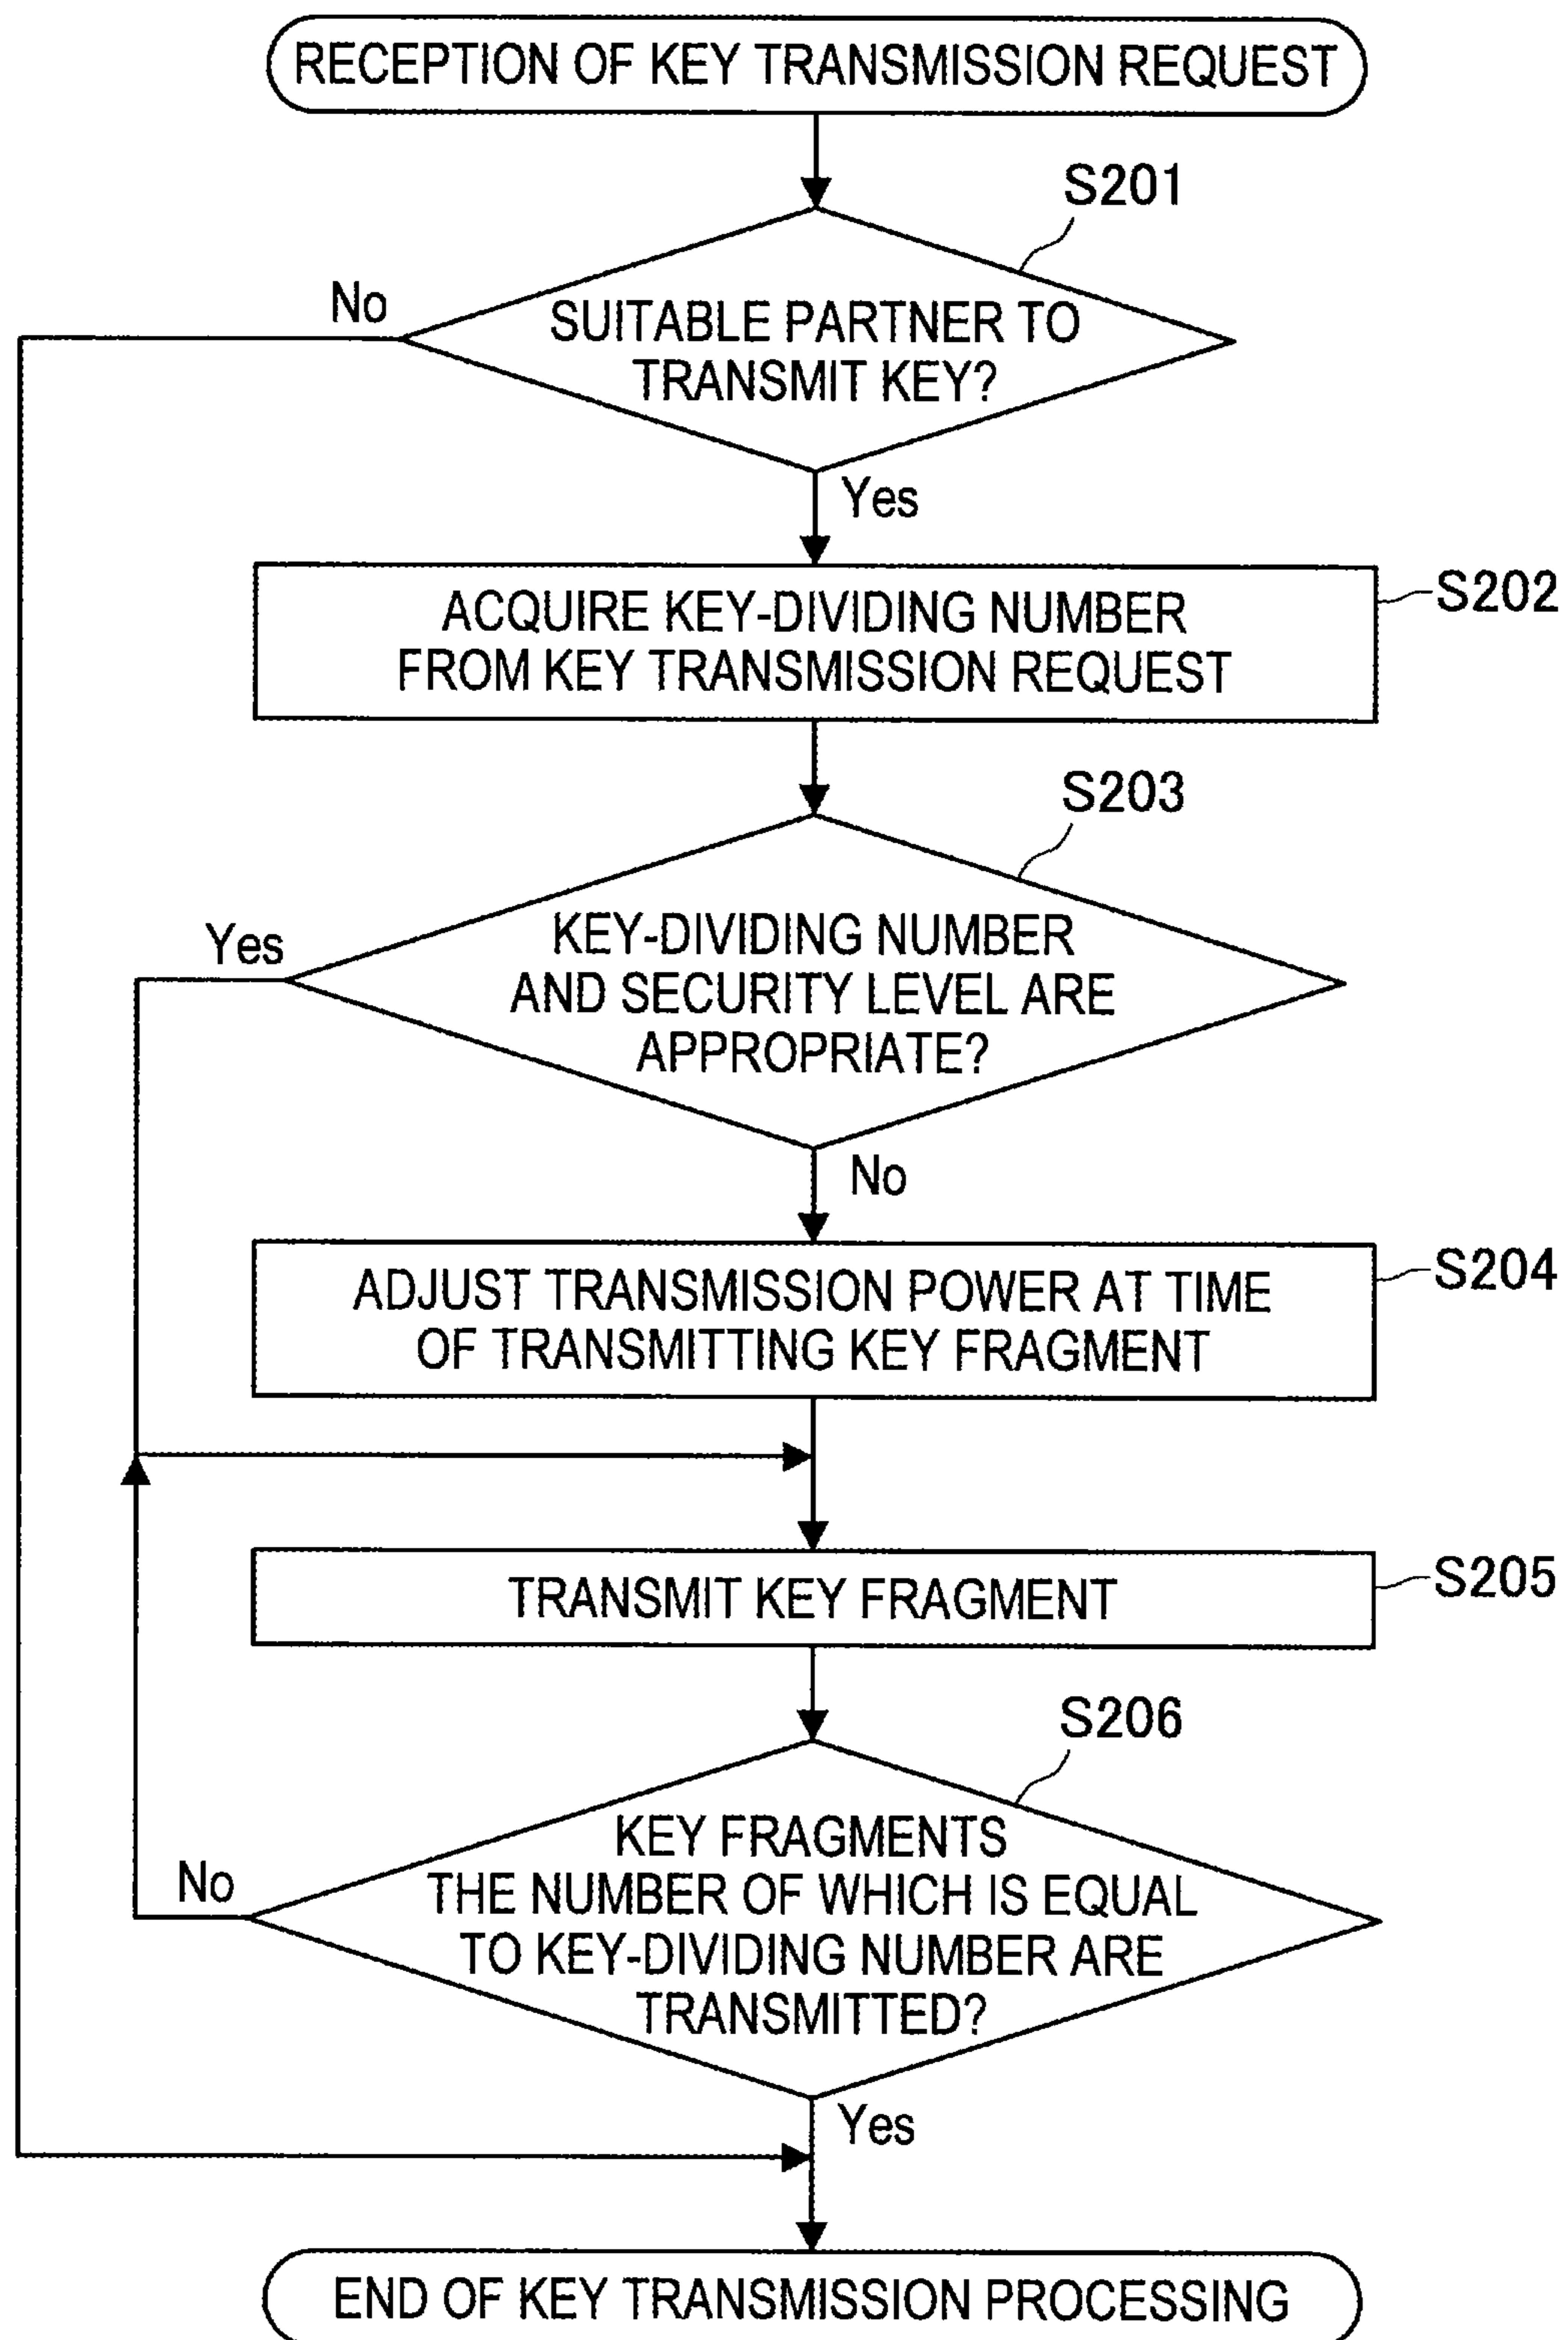 RECEPTION OF KEY TRANSMISSION REQUEST
S201
No
SUITABLE PARTNER TO
TRANSMIT KEY?
Yes
S202
ACQUIRE KEY-DIVIDING NUMBER
FROM KEY TRANSMISSION REQUEST
S203
Yes
KEY-DIVIDING NUMBER
AND SECURITY LEVEL ARE
APPROPRIATE?
No
S204
ADJUST TRANSMISSION POWER AT TIME
OF TRANSMITTING KEY FRAGMENT
S205
TRANSMIT KEY FRAGMENT
S206
No
KEY FRAGMENTS
THE NUMBER OF WHICH IS EQUAL
TO KEY-DIVIDING NUMBER ARE
TRANSMITTED?
Yes
END OF KEY TRANSMISSION PROCESSING